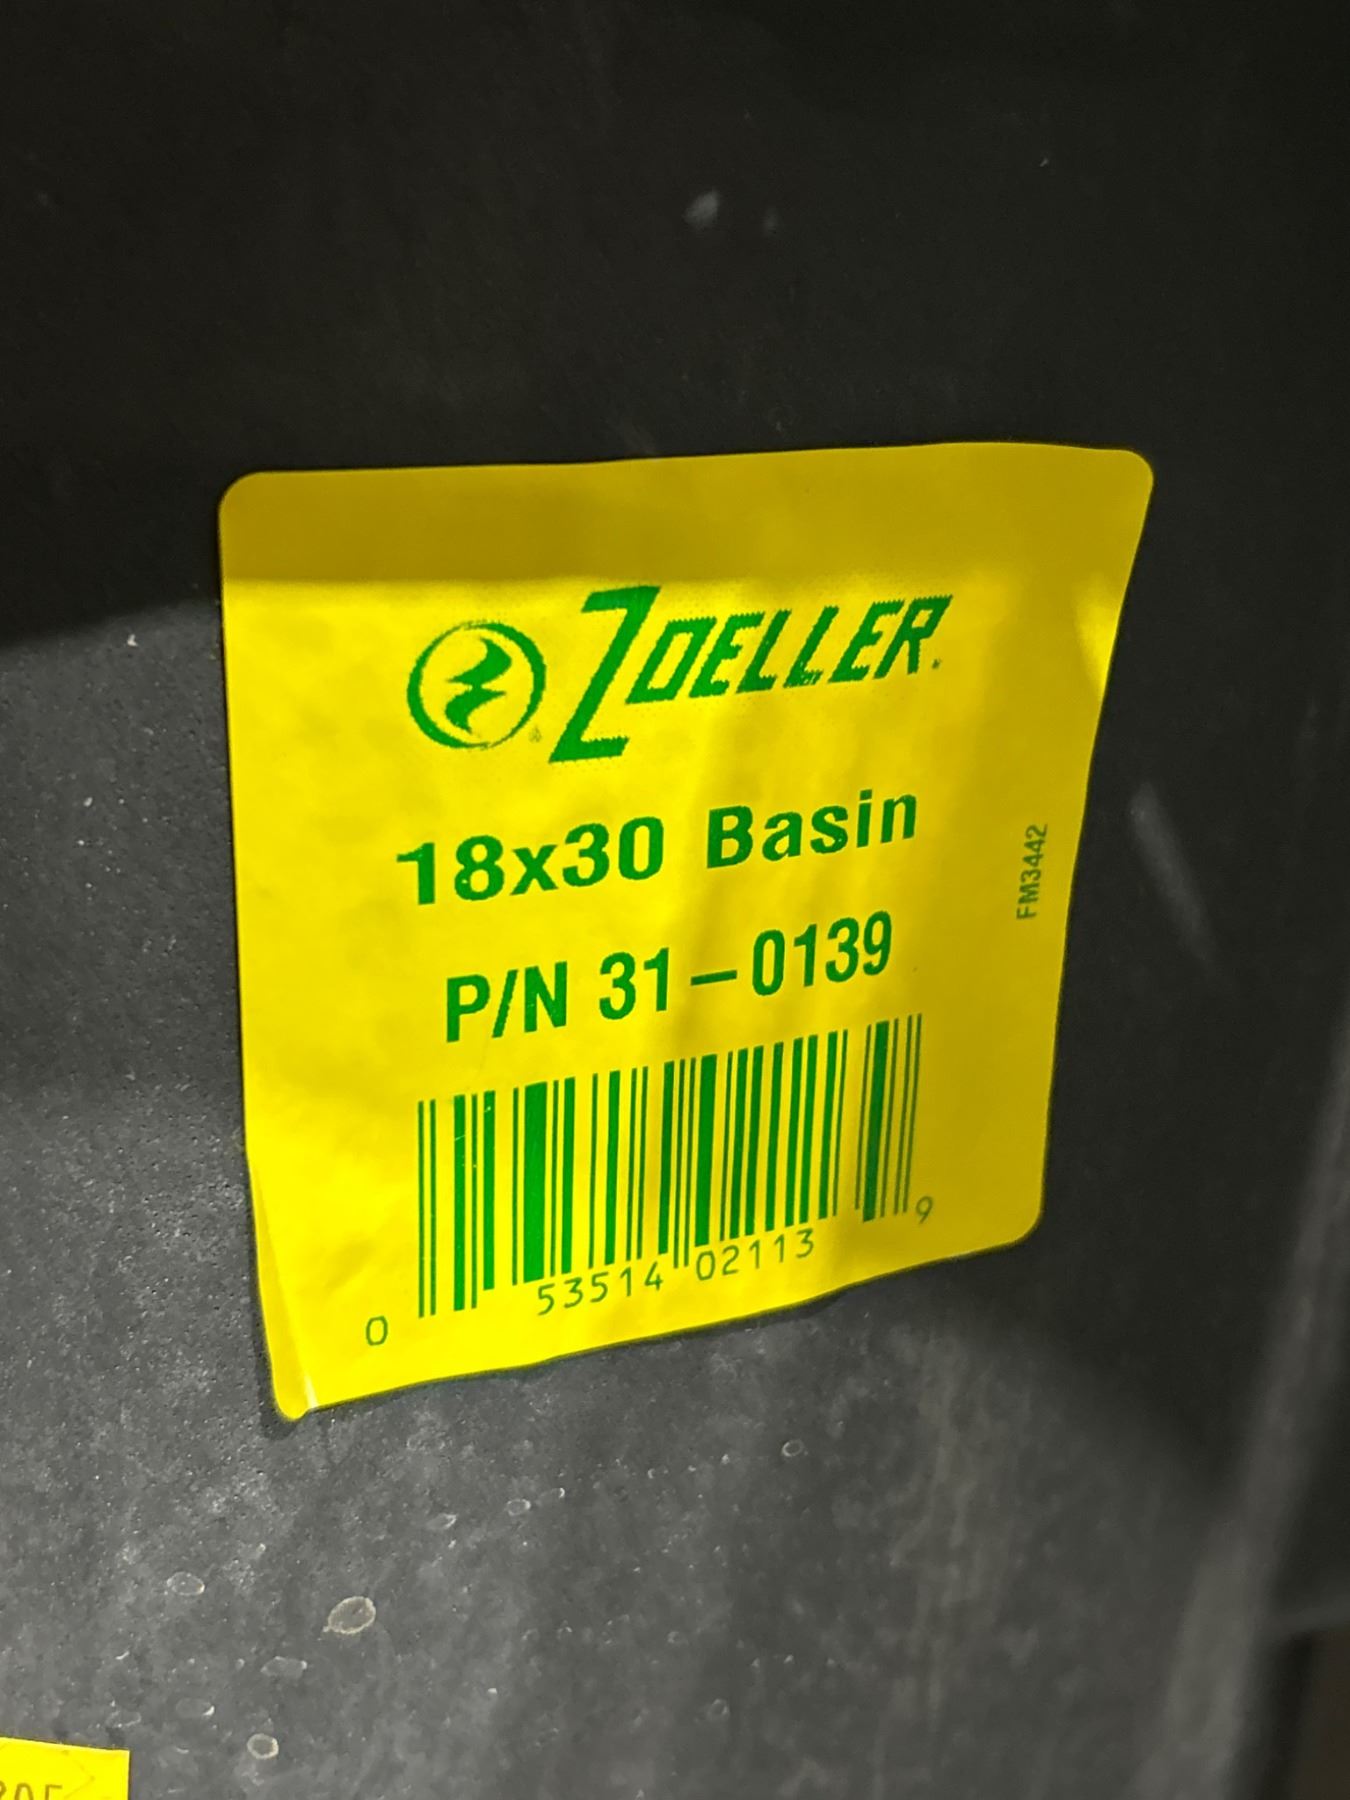 ZOELLER
18x30 Basin
P/N 31-0139
FM3442
0 53514 02113 9